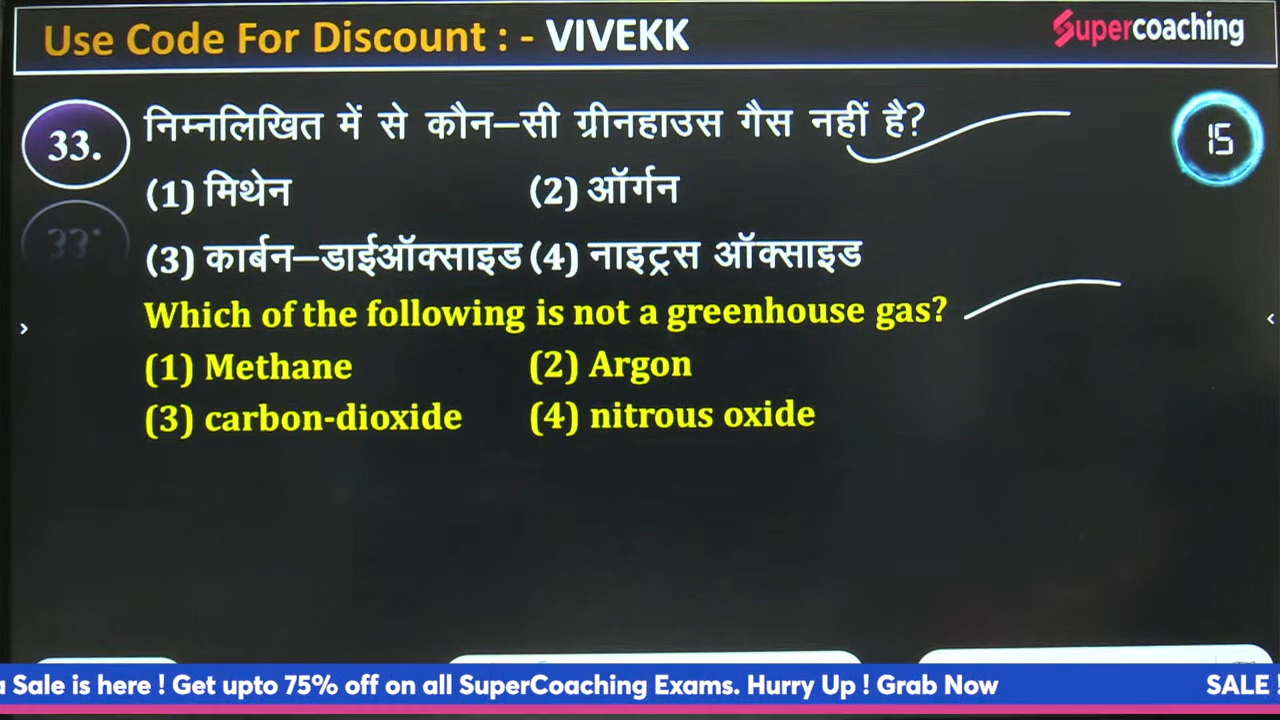 Use Code For Discount : - VIVEKK
Supercoaching
33. निम्नलिखित में से कौन–सी ग्रीनहाउस गैस नहीं है?
15
(1) मिथेन (2) ऑर्गन
(3) कार्बन–डाईऑक्साइड (4) नाइट्रस ऑक्साइड
Which of the following is not a greenhouse gas?
(1) Methane (2) Argon
(3) carbon-dioxide (4) nitrous oxide
a Sale is here ! Get upto 75% off on all SuperCoaching Exams. Hurry Up ! Grab Now SALE !